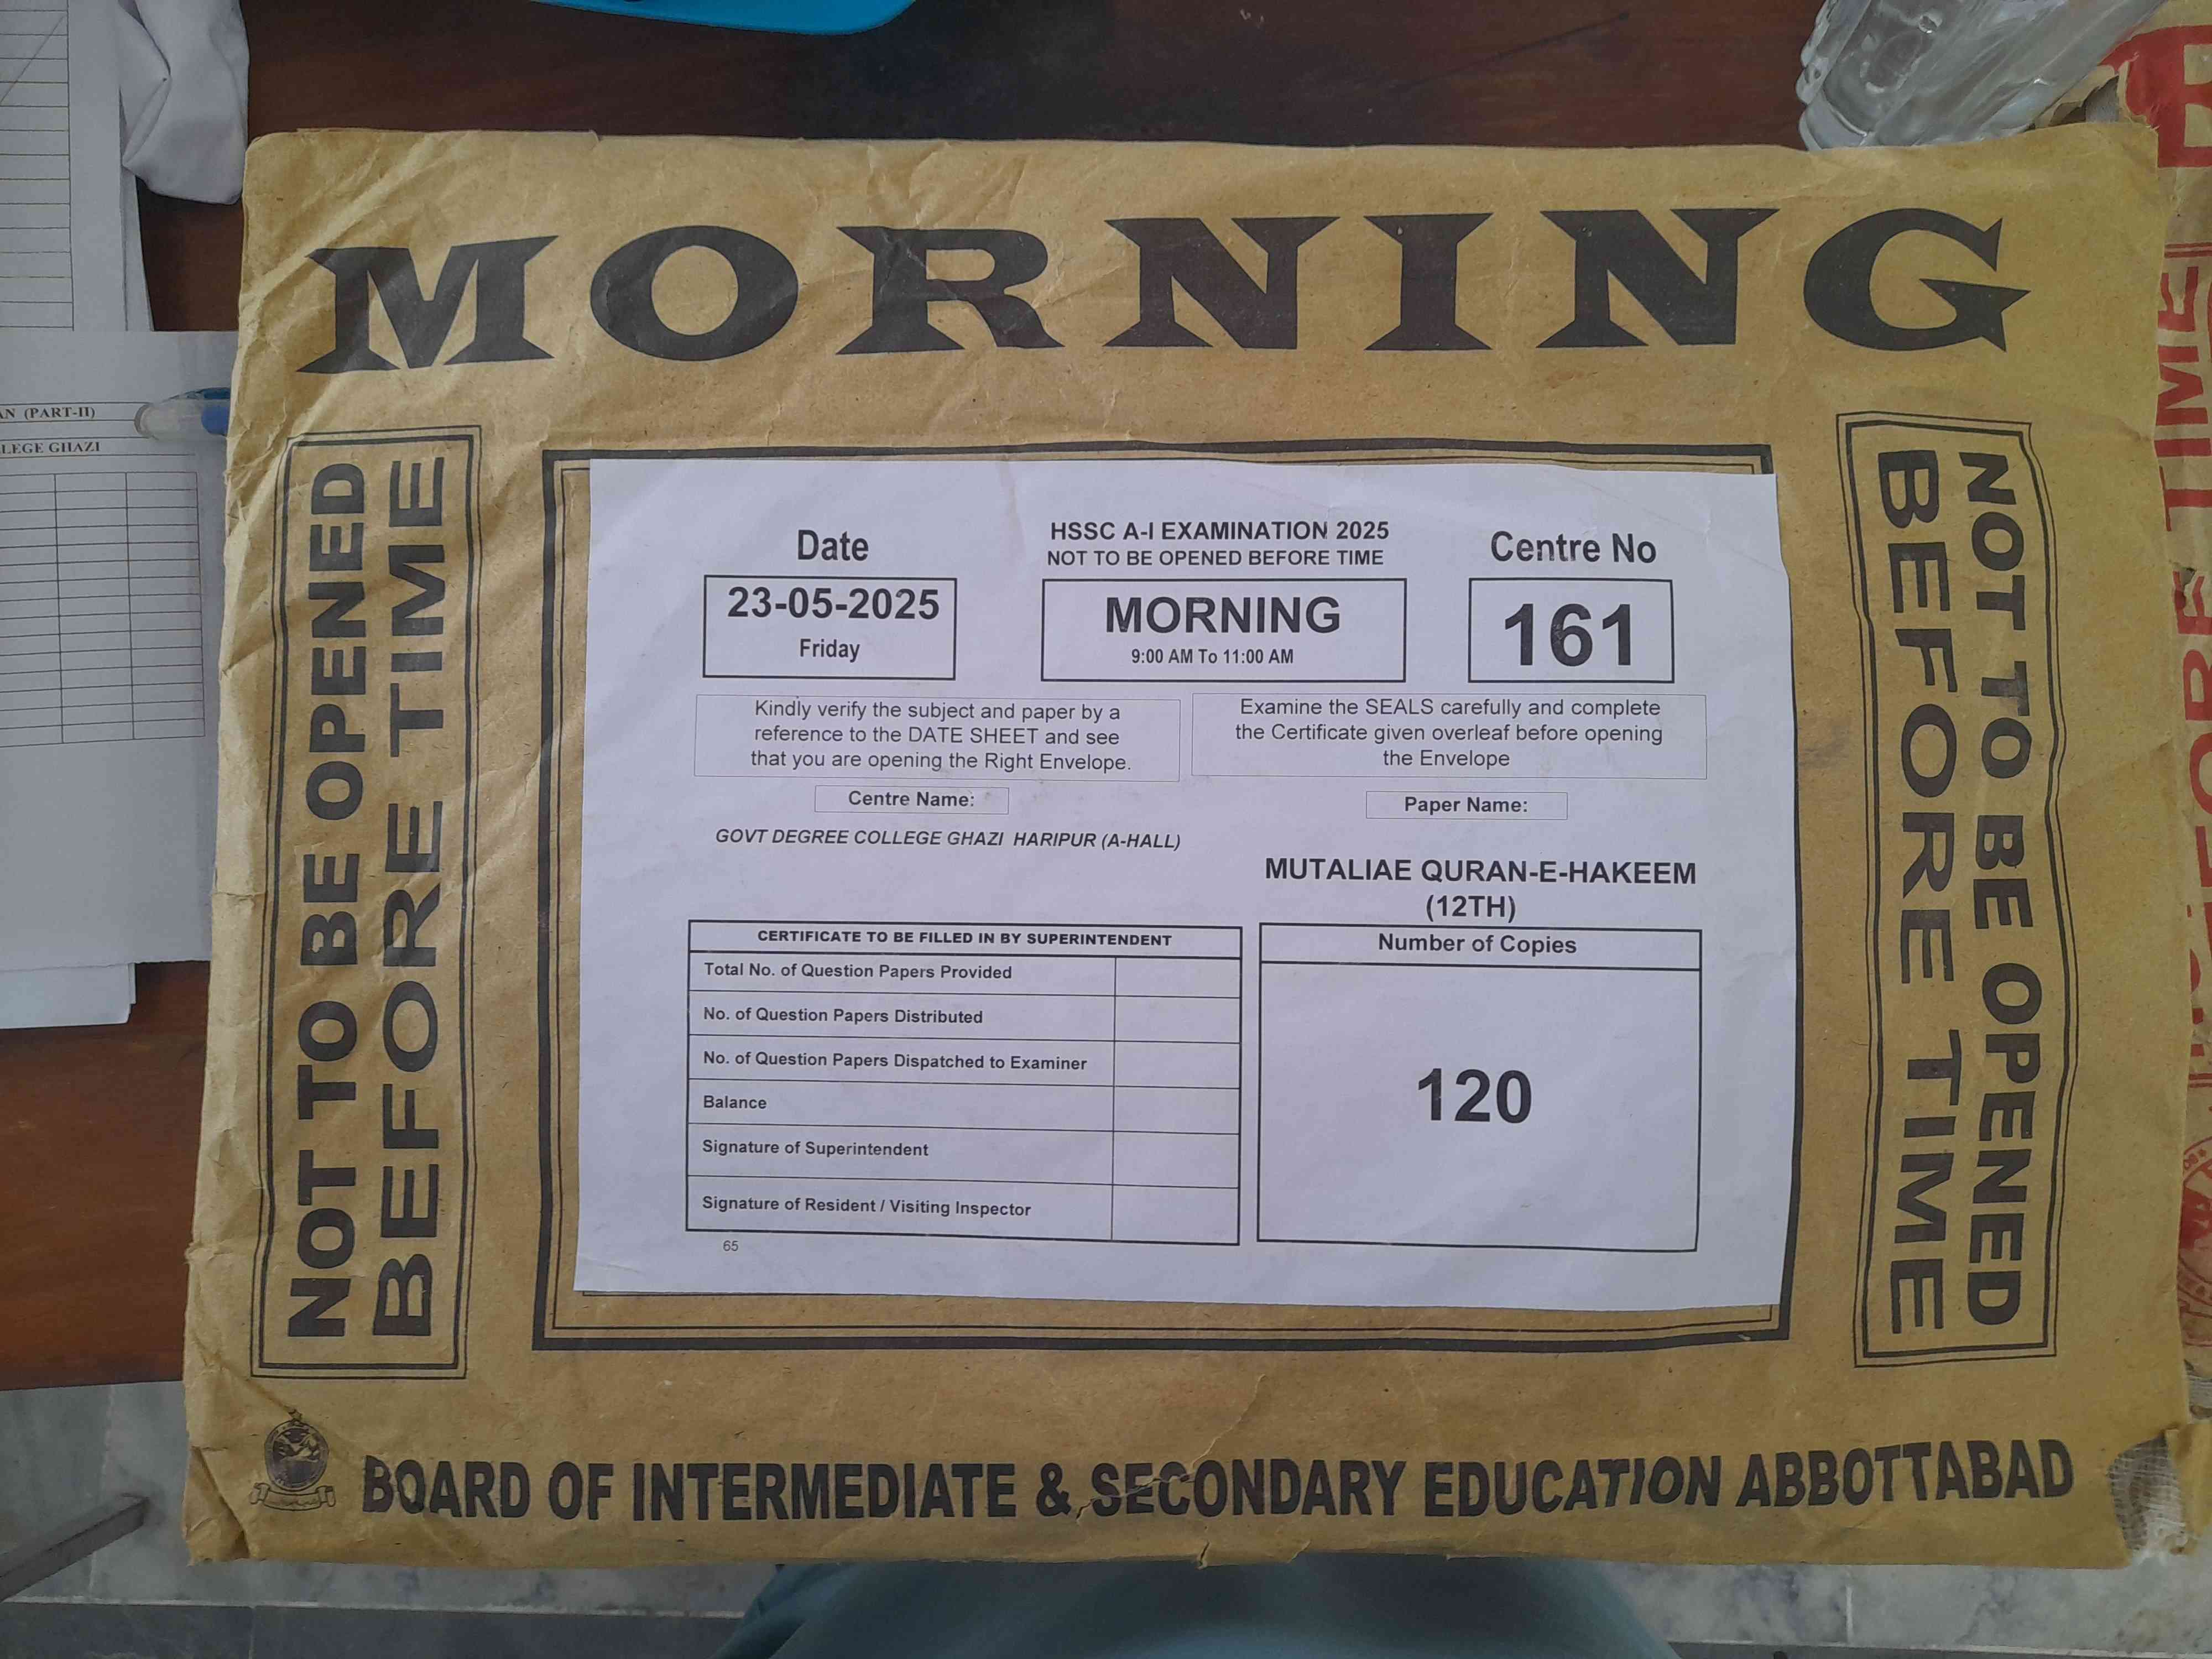 MORNING
NOT TO BE OPENED
BEFORE TIME
Date
23-05-2025
Friday
HSSC A-I EXAMINATION 2025
NOT TO BE OPENED BEFORE TIME
MORNING
9:00 AM To 11:00 AM
Centre No
161
Kindly verify the subject and paper by a
reference to the DATE SHEET and see
that you are opening the Right Envelope.
Examine the SEALS carefully and complete
the Certificate given overleaf before opening
the Envelope
Centre Name:
GOVT DEGREE COLLEGE GHAZI HARIPUR (A-HALL)
Paper Name:
MUTALIAE QURAN-E-HAKEEM
(12TH)
CERTIFICATE TO BE FILLED IN BY SUPERINTENDENT
Total No. of Question Papers Provided
No. of Question Papers Distributed
No. of Question Papers Dispatched to Examiner
Balance
Signature of Superintendent
Signature of Resident / Visiting Inspector
65
Number of Copies
120
NOT TO BE OPENED
BEFORE TIME
BOARD OF INTERMEDIATE & SECONDARY EDUCATION ABBOTTABAD
(PART-II)
GHAZI
TIME